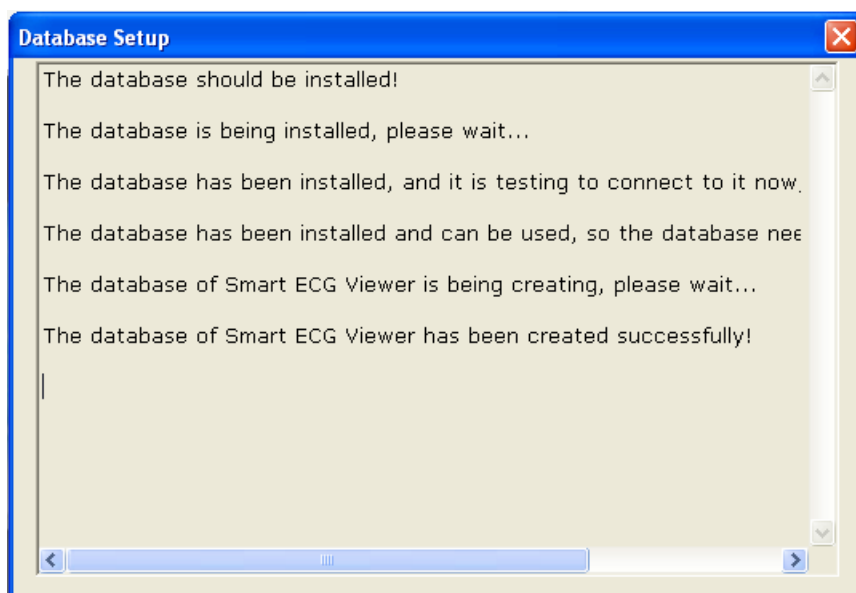 Database Setup
The database should be installed!
The database is being installed, please wait...
The database has been installed, and it is testing to connect to it now,
The database has been installed and can be used, so the database nee
The database of Smart ECG Viewer is being creating, please wait...
The database of Smart ECG Viewer has been created successfully!